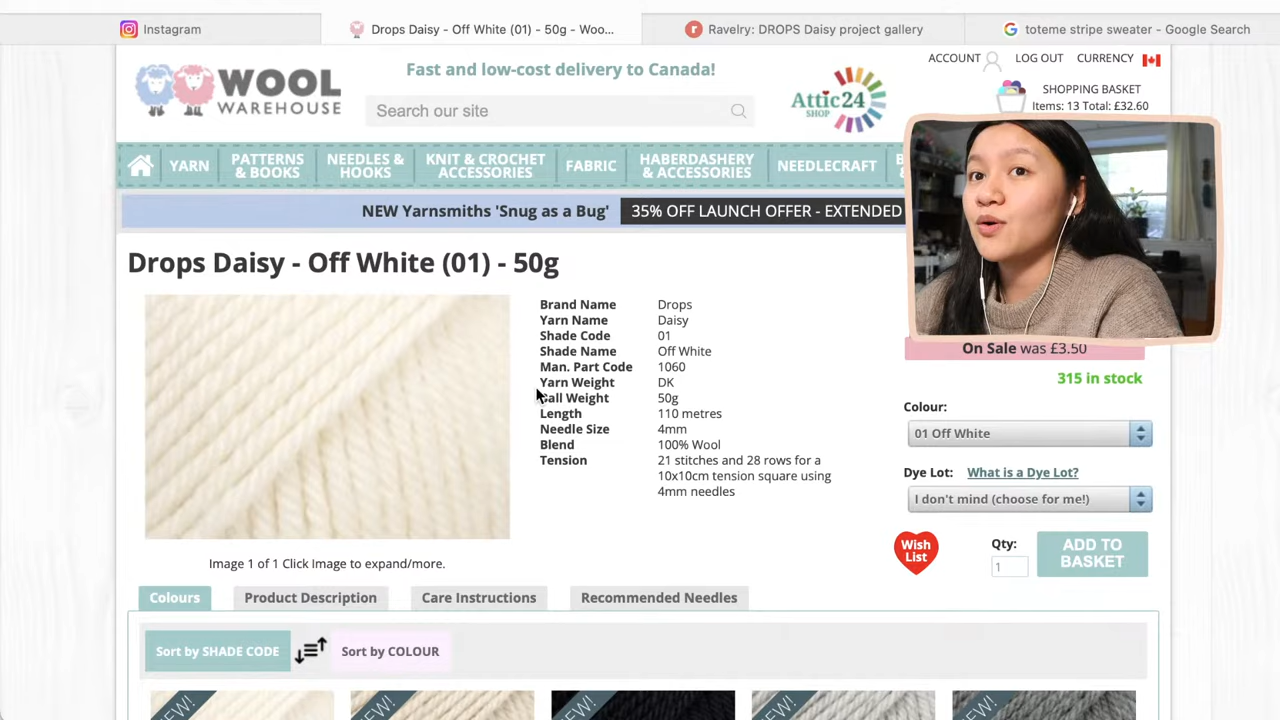 Instagram
Drops Daisy - Off White (01) - 50g - Woo...
Ravelry: DROPS Daisy project gallery
toteme stripe sweater - Google Search
WOOL WAREHOUSE
Fast and low-cost delivery to Canada!
Search our site
Attic24 SHOP
ACCOUNT
LOG OUT
CURRENCY
SHOPPING BASKET
Items: 13 Total: £32.60
YARN
PATTERNS & BOOKS
NEEDLES & HOOKS
KNIT & CROCHET ACCESSORIES
FABRIC
HABERDASHERY & ACCESSORIES
NEEDLECRAFT
NEW Yarnsmiths 'Snug as a Bug'
35% OFF LAUNCH OFFER - EXTENDED
Drops Daisy - Off White (01) - 50g
Brand Name Drops
Yarn Name Daisy
Shade Code 01
Shade Name Off White
Man. Part Code 1060
Yarn Weight DK
Ball Weight 50g
Length 110 metres
Needle Size 4mm
Blend 100% Wool
Tension 21 stitches and 28 rows for a
10x10cm tension square using
4mm needles
On Sale was £3.50
315 in stock
Colour:
01 Off White
Dye Lot: What is a Dye Lot?
I don't mind (choose for me!)
Wish List
Qty:
1
ADD TO BASKET
Image 1 of 1 Click Image to expand/more.
Colours
Product Description
Care Instructions
Recommended Needles
Sort by SHADE CODE
Sort by COLOUR